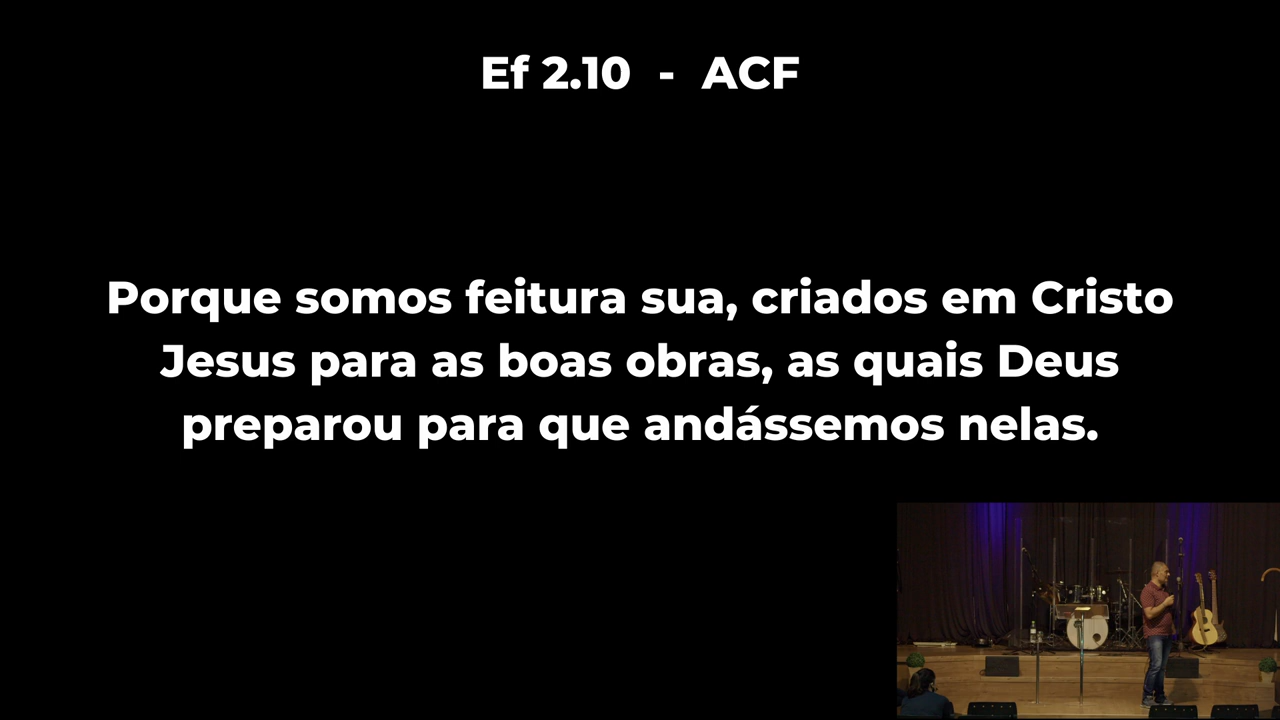 Ef 2.10 - ACF
Porque somos feitura sua, criados em Cristo
Jesus para as boas obras, as quais Deus
preparou para que andássemos nelas.